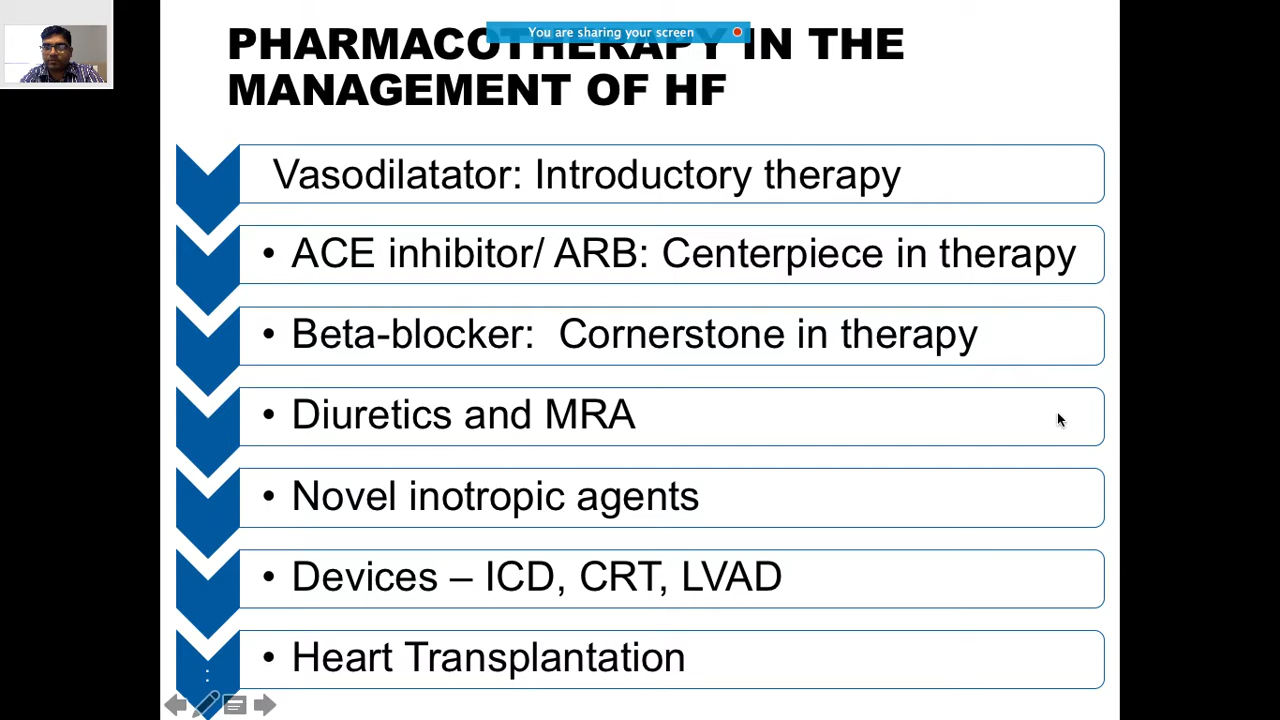 You are sharing your screen
PHARMACOTHERAPY IN THE
MANAGEMENT OF HF
Vasodilatator: Introductory therapy
• ACE inhibitor/ ARB: Centerpiece in therapy
• Beta-blocker: Cornerstone in therapy
• Diuretics and MRA
• Novel inotropic agents
• Devices – ICD, CRT, LVAD
• Heart Transplantation